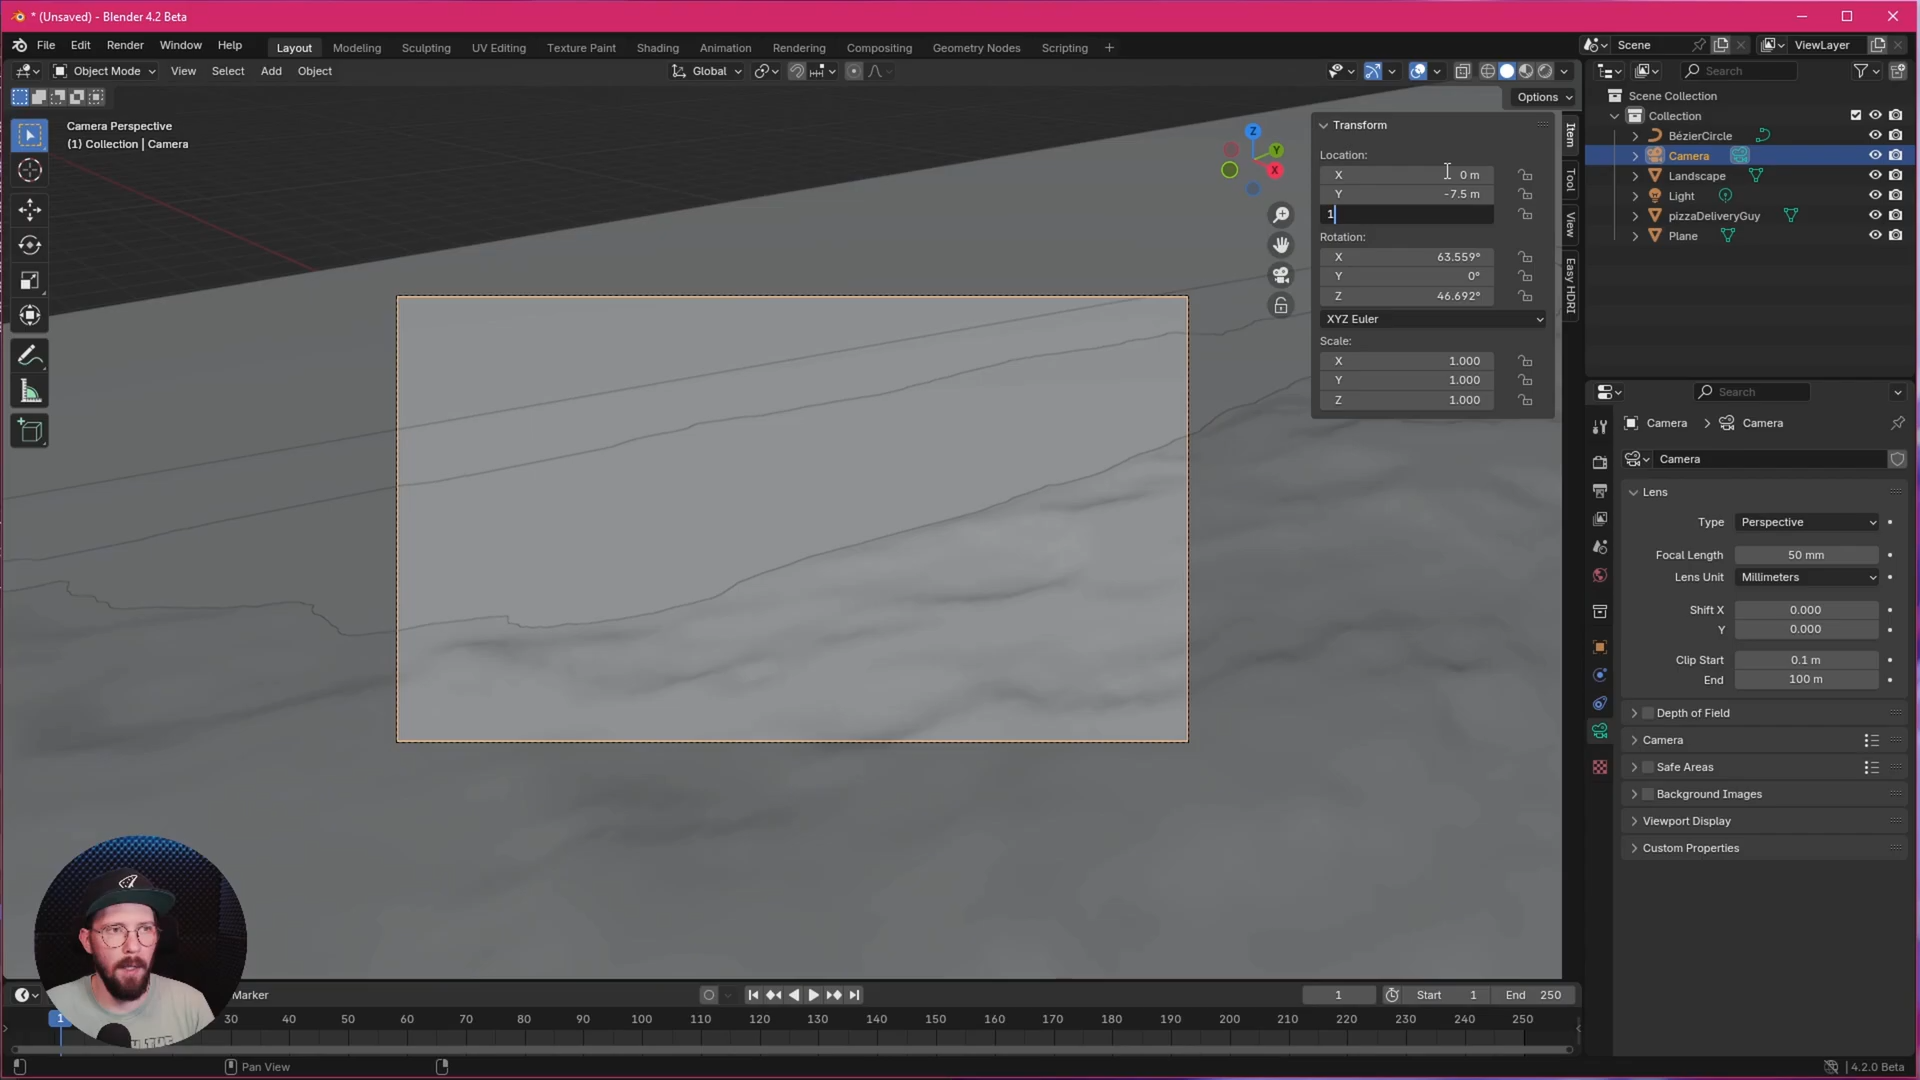 * (Unsaved) - Blender 4.2 Beta
File Edit Render Window Help Layout Modeling Sculpting UV Editing Texture Paint Shading Animation Rendering Compositing Geometry Nodes Scripting + Scene ViewLayer
Object Mode View Select Add Object Global Search
Options
Camera Perspective
(1) Collection | Camera
Z
Y
X
Transform
Location:
X 0 m
Y -7.5 m
1
Rotation:
X 63.559°
Y 0°
Z 46.692°
XYZ Euler
Scale:
X 1.000
Y 1.000
Z 1.000
Item
Tool
View
Easy HDRI
Scene Collection
Collection
BézierCircle
Camera
Landscape
Light
pizzaDeliveryGuy
Plane
Search
Camera Camera
Camera
Lens
Type Perspective
Focal Length 50 mm
Lens Unit Millimeters
Shift X 0.000
Y 0.000
Clip Start 0.1 m
End 100 m
Depth of Field
Camera
Safe Areas
Background Images
Viewport Display
Custom Properties
Marker 1 Start 1 End 250
1 30 40 50 60 70 80 90 100 110 120 130 140 150 160 170 180 190 200 210 220 230 240 250
Pan View 4.2.0 Beta